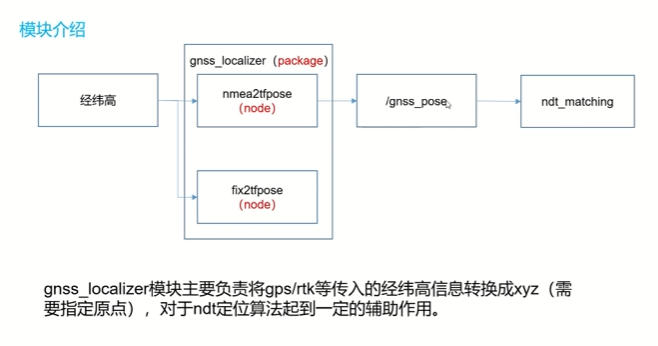 模块介绍
gnss_localizer（package）
经纬高
nmea2tfpose
(node)
/gnss_pose
ndt_matching
fix2tfpose
(node)
gnss_localizer模块主要负责将gps/rtk等传入的经纬高信息转换成xyz（需
要指定原点），对于ndt定位算法起到一定的辅助作用。